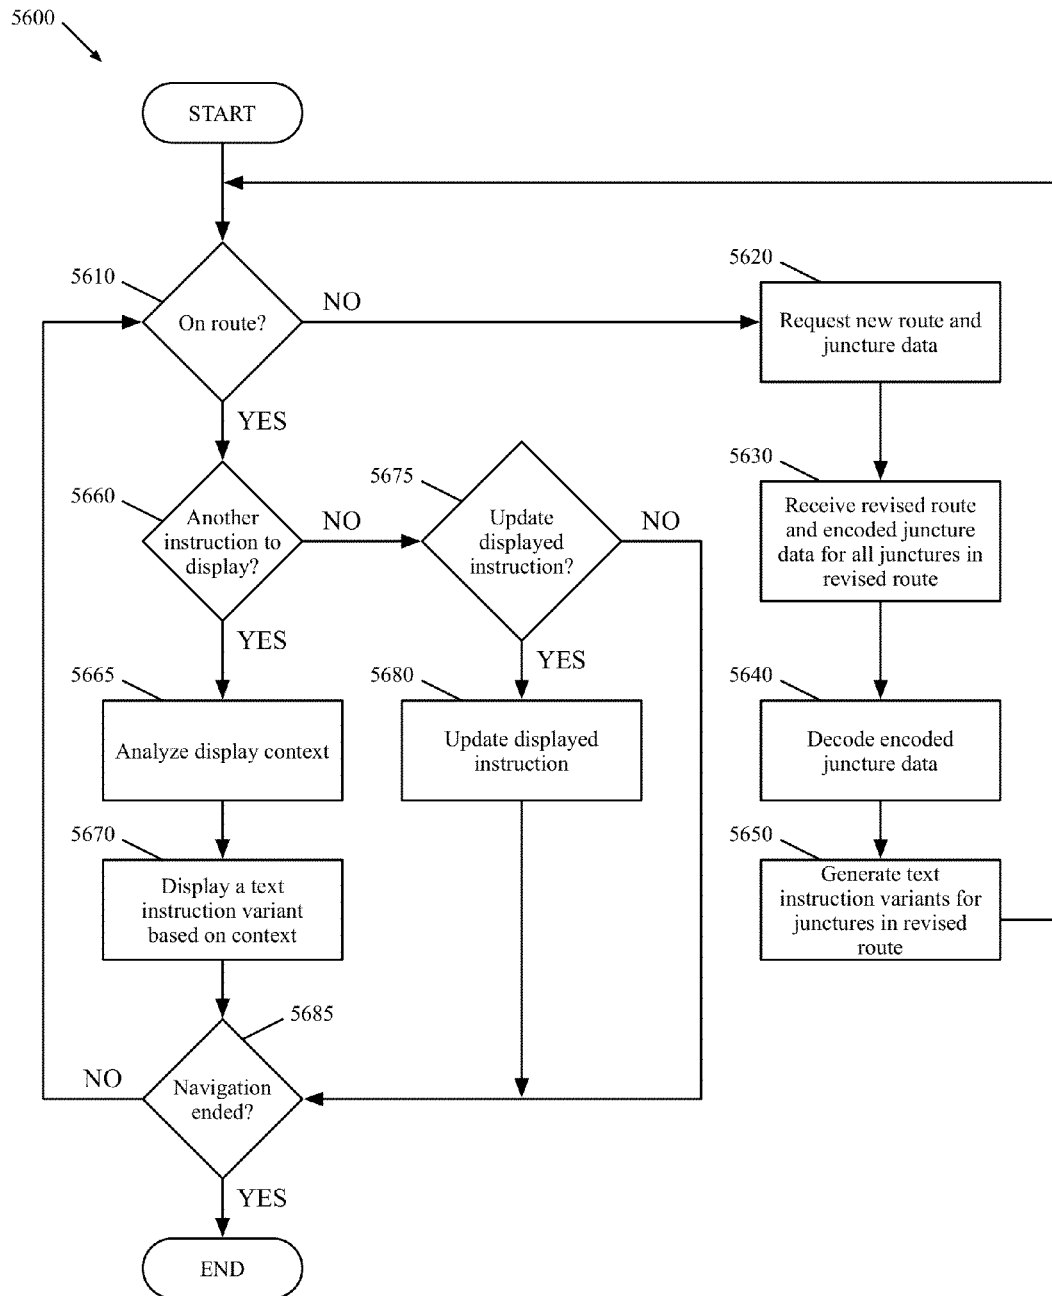 5600
START
5610
On route?
NO
YES
5620
Request new route and
juncture data
5630
Receive revised route
and encoded juncture
data for all junctures in
revised route
5660
Another
instruction to
display?
NO
YES
5675
Update
displayed
instruction?
NO
YES
5665
Analyze display context
5680
Update displayed
instruction
5640
Decode encoded
juncture data
5670
Display a text
instruction variant
based on context
5650
Generate text
instruction variants for
junctures in revised
route
5685
Navigation
ended?
NO
YES
END